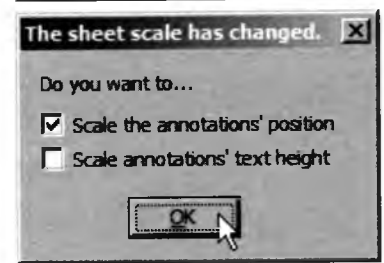 The sheet scale has changed.
Do you want to...
Scale the annotations' position
Scale annotations' text height
OK